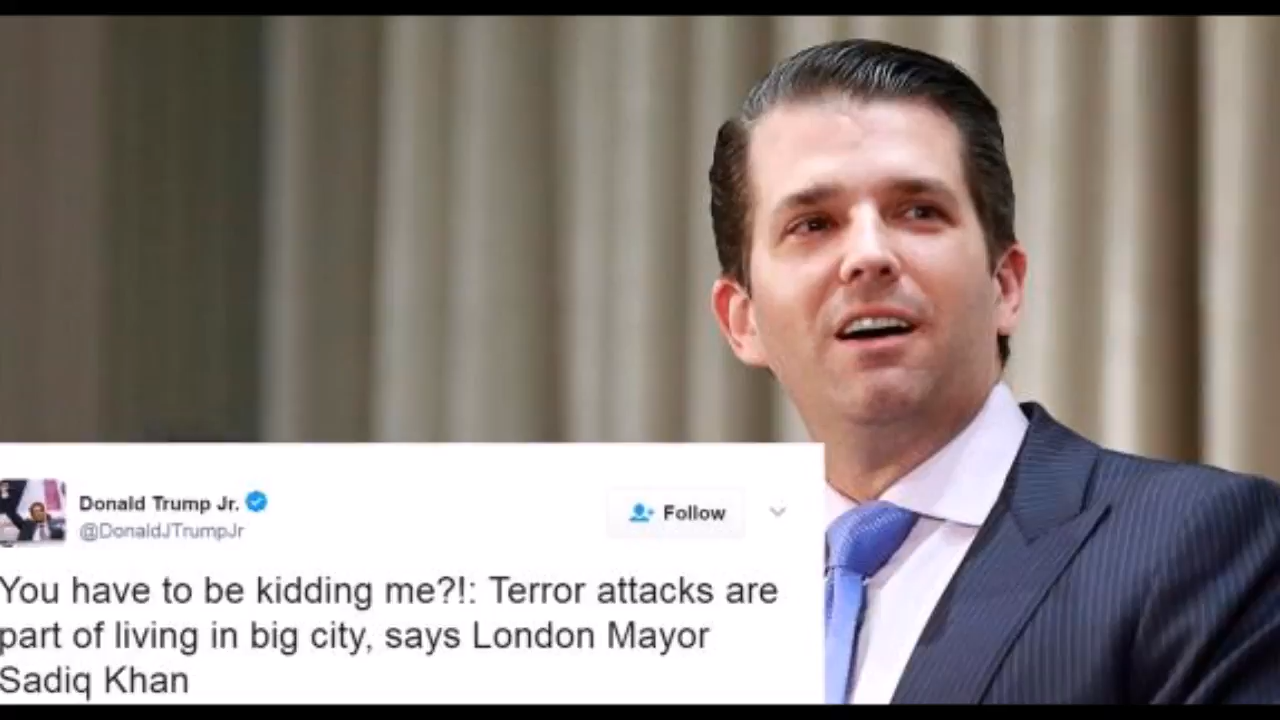 Donald Trump Jr.
@DonaldJTrumpJr
Follow
You have to be kidding me?!: Terror attacks are
part of living in big city, says London Mayor
Sadiq Khan